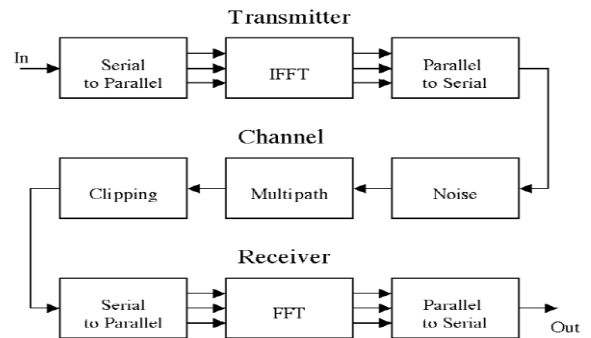 Transmitter
In
Serial
to Parallel
IFFT
Parallel
to Serial
Channel
Clipping
Multipath
Noise
Receiver
Serial
to Parallel
FFT
Parallel
to Serial
Out